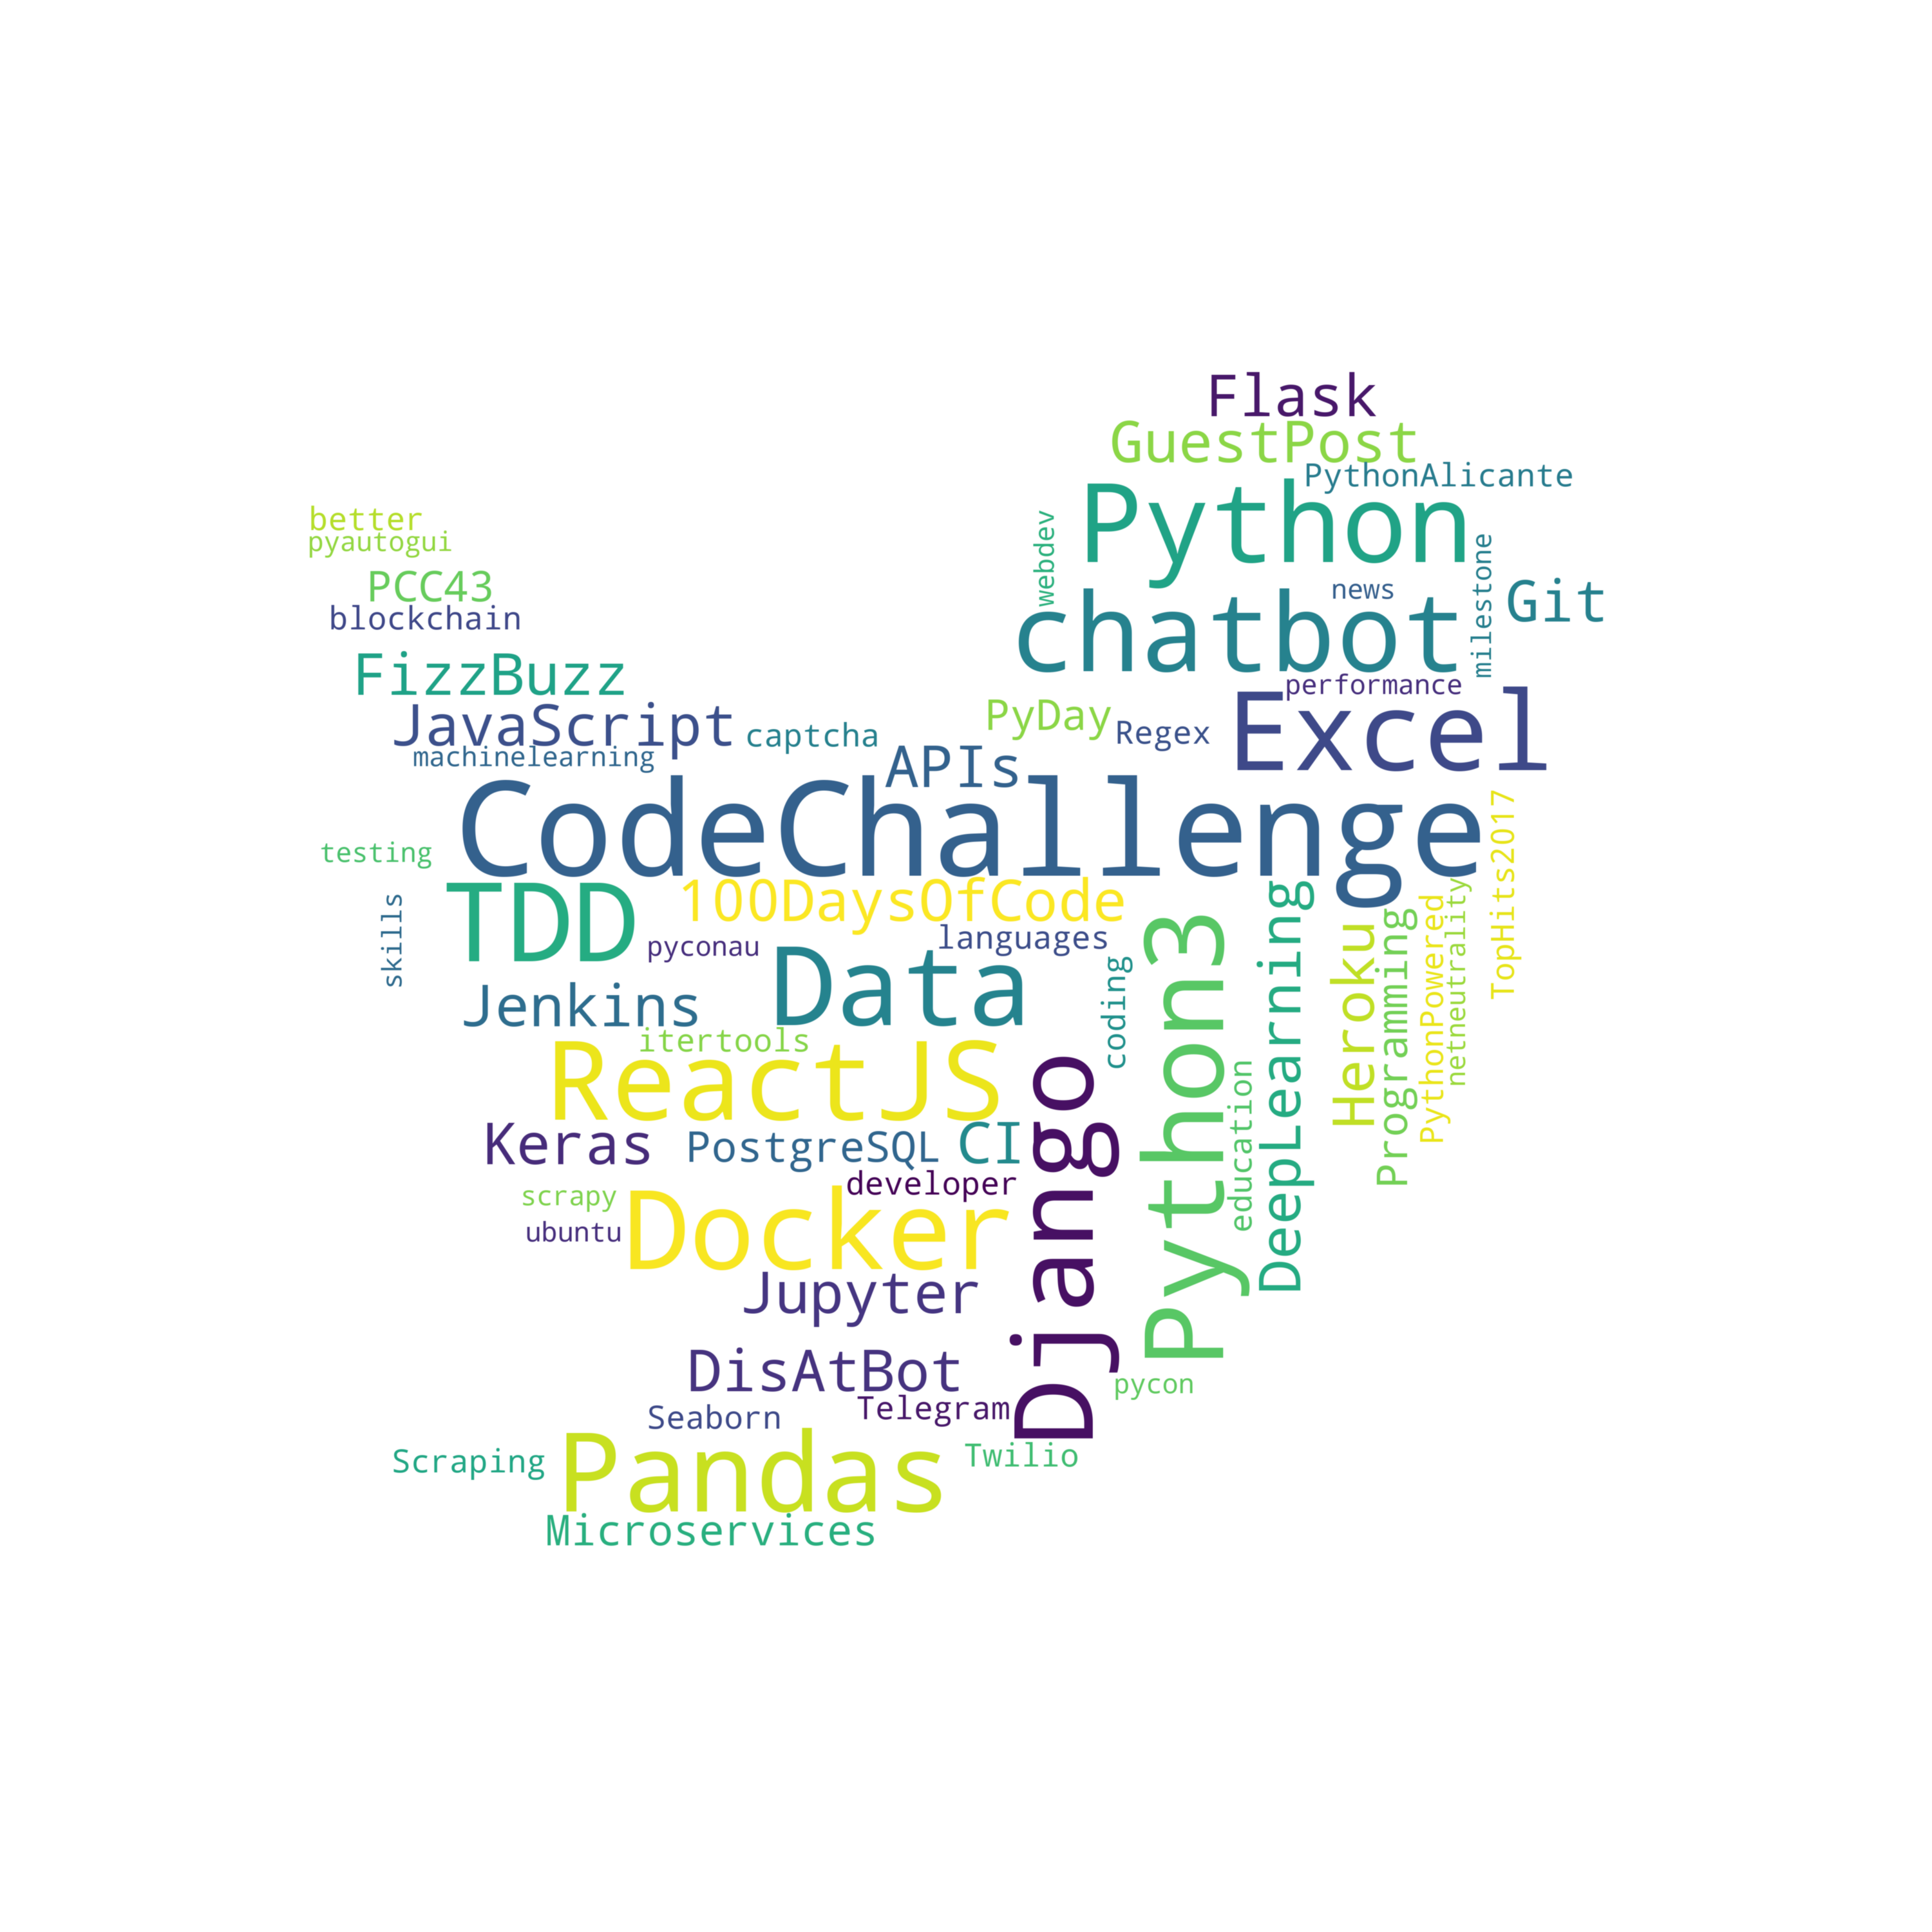 Flask
GuestPost
PythonAlicante
Python
better
pyautogui
webdev
milestone
PCC43
news
Git
blockchain
chatbot
FizzBuzz
performance
JavaScript
captcha
PyDay
Regex
Excel
machinelearning
APIs
CodeChallenge
TopHits2017
testing
TDD
100DaysOfCode
skills
pyconau
languages
Data
coding
Python3
DeepLearning
Heroku
Programming
PythonPowered
netneutrality
Jenkins
itertools
ReactJS
Django
education
Keras
PostgreSQL
CI
developer
scrapy
Docker
ubuntu
Jupyter
DisAtBot
pycon
Seaborn
Telegram
Scraping
Pandas
Twilio
Microservices